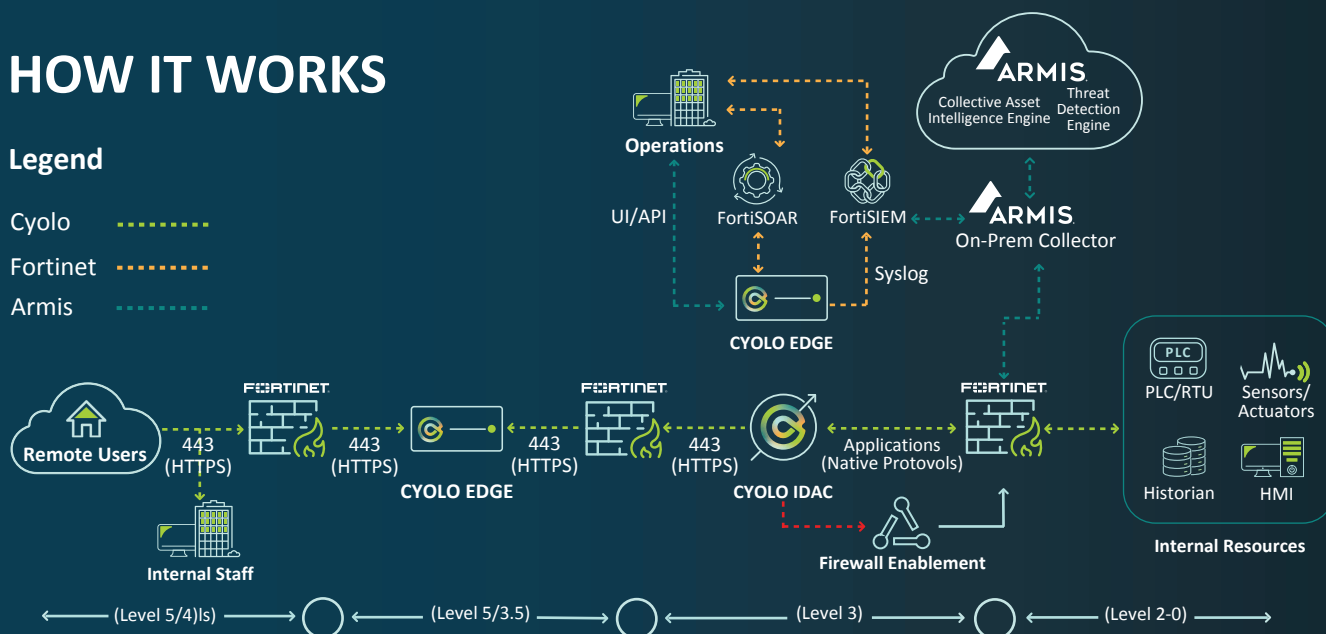 HOW IT WORKS
Legend
Cyolo
Fortinet
Armis
ARMIS.
Collective Asset
Intelligence Engine
Threat
Detection
Engine
Operations
UI/API
FortiSOAR
FortiSIEM
ARMIS.
On-Prem Collector
Syslog
CYOLO EDGE
Remote Users
443
(HTTPS)
Internal Staff
FORTINET
443
(HTTPS)
CYOLO EDGE
443
(HTTPS)
FORTINET
443
(HTTPS)
CYOLO IDAC
Applications
(Native Protovols)
Firewall Enablement
FORTINET
PLC
PLC/RTU
Sensors/
Actuators
Historian
HMI
Internal Resources
(Level 5/4)ls)
(Level 5/3.5)
(Level 3)
(Level 2-0)